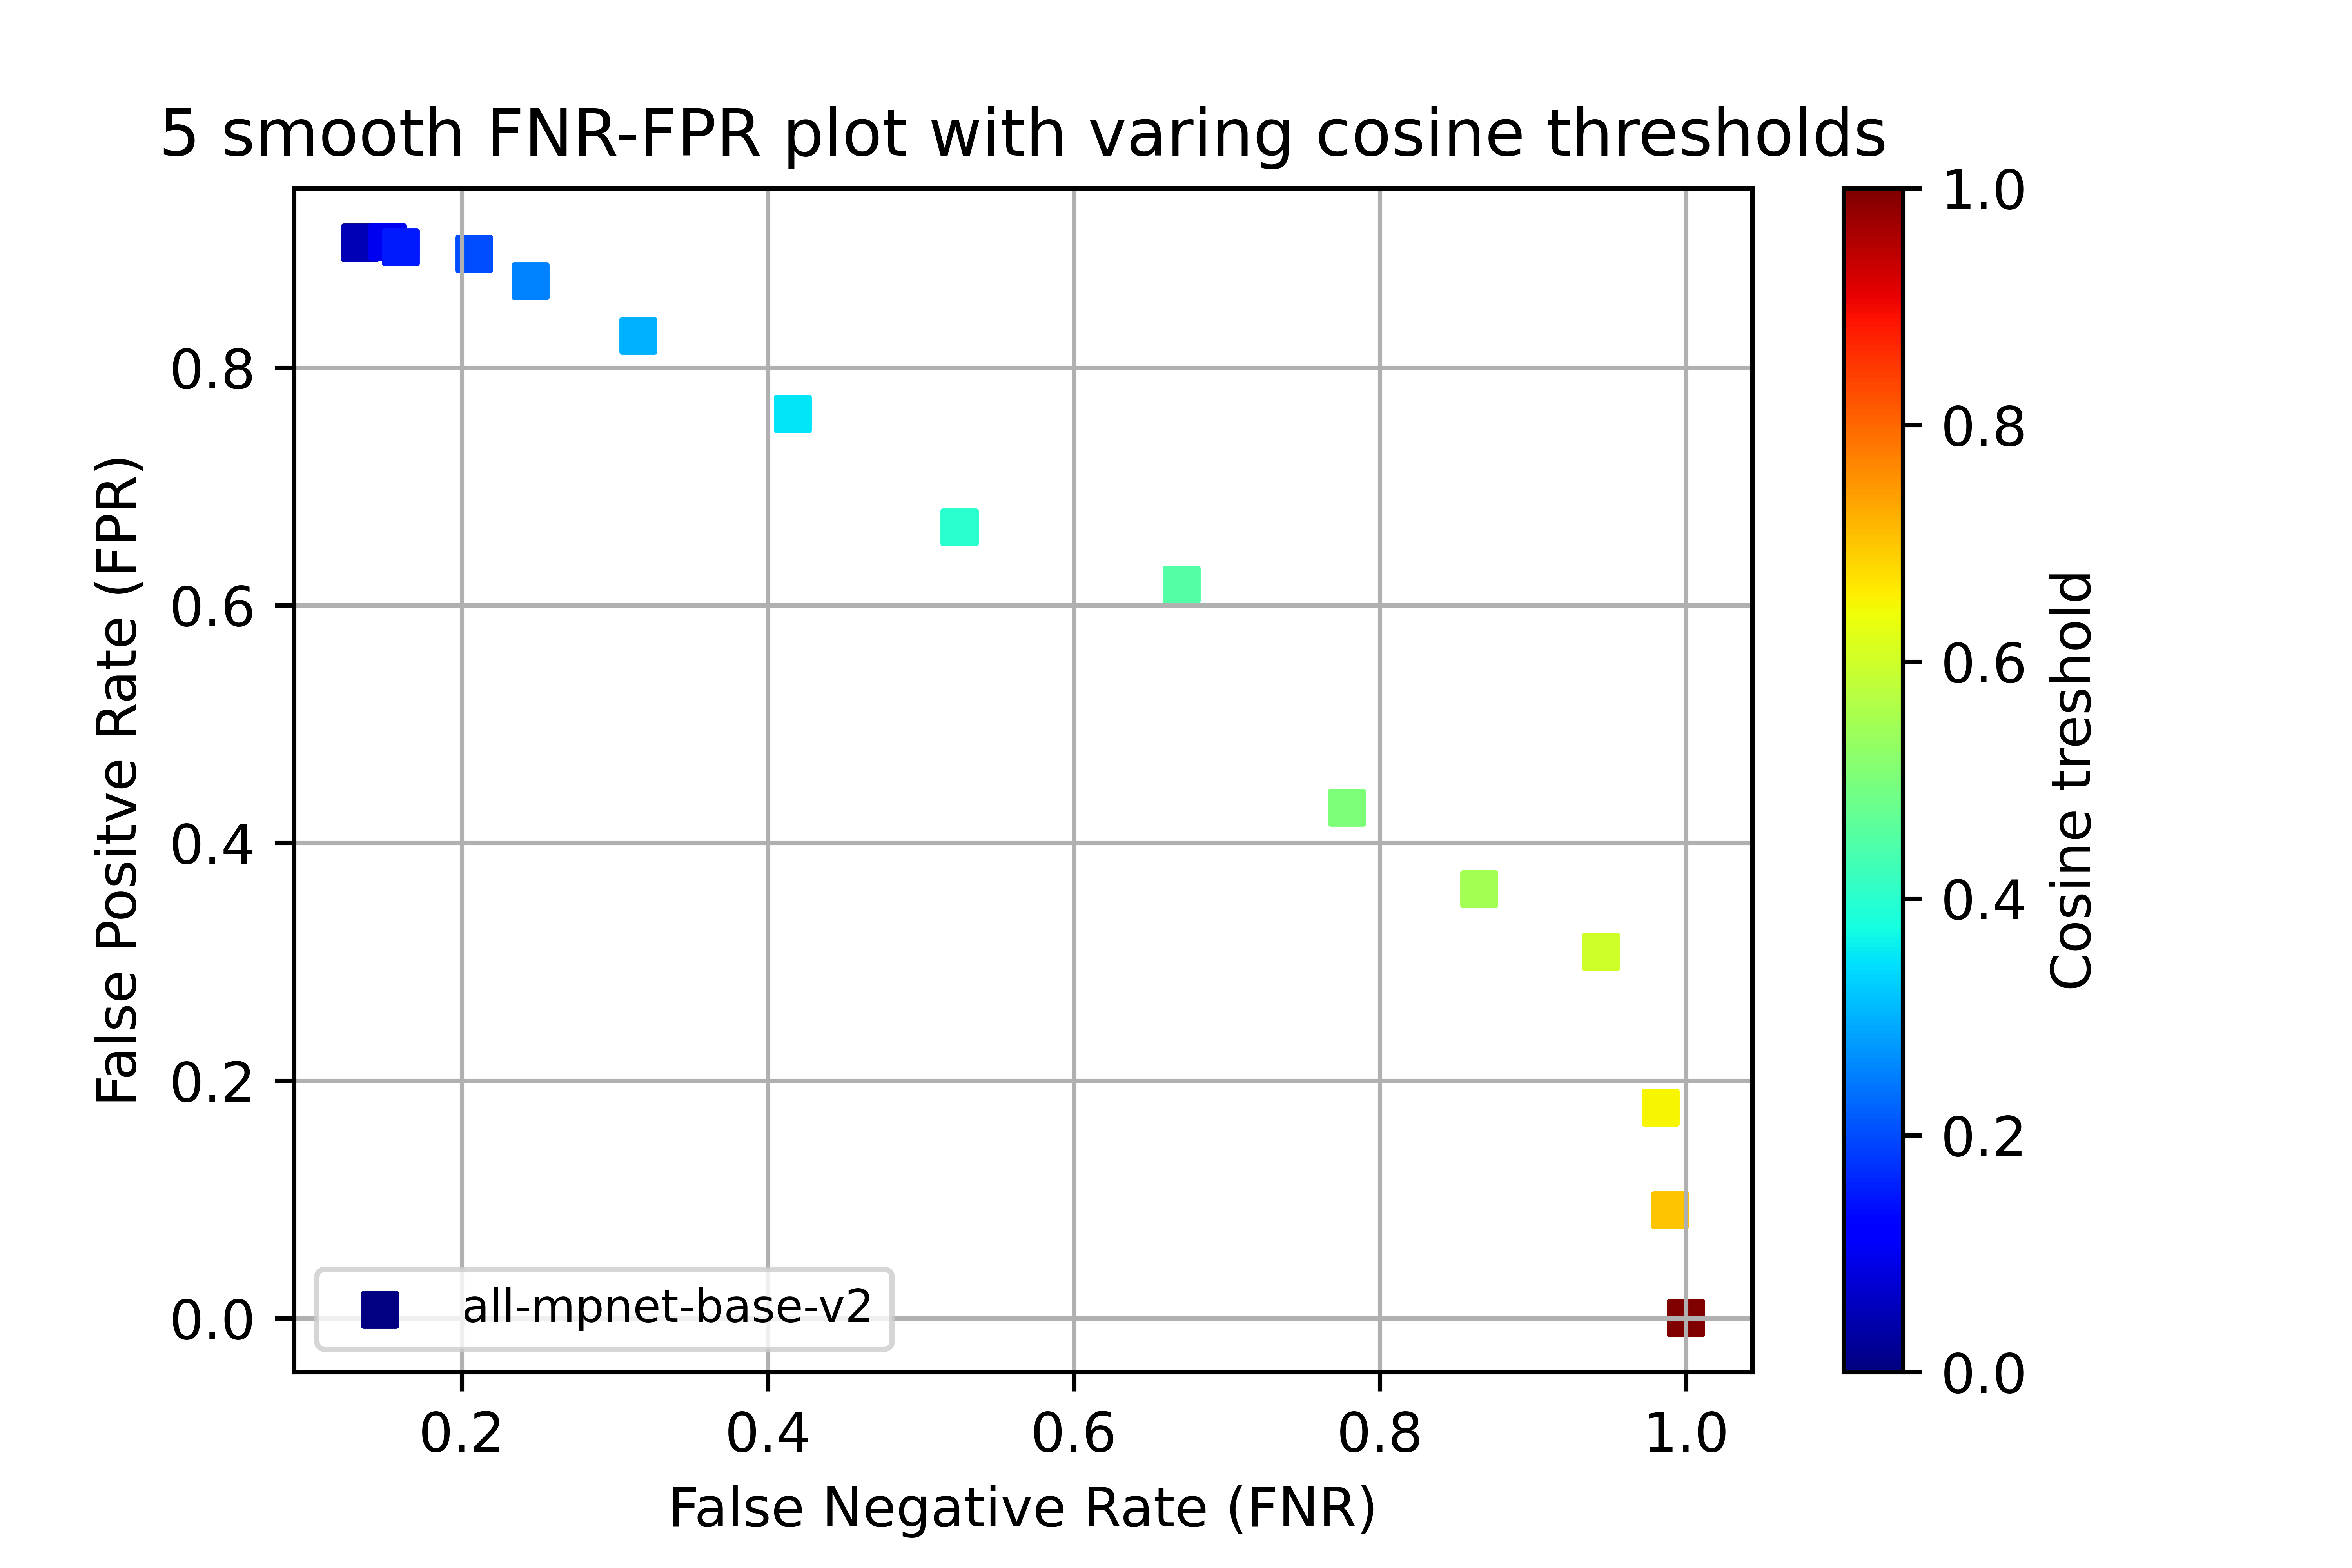 5 smooth FNR-FPR plot with varing cosine thresholds
False Positve Rate (FPR)
0.8
0.6
0.4
0.2
0.0
all-mpnet-base-v2
0.2 0.4 0.6 0.8 1.0
False Negative Rate (FNR)
1.0
0.8
0.6
0.4
0.2
0.0
Cosine treshold